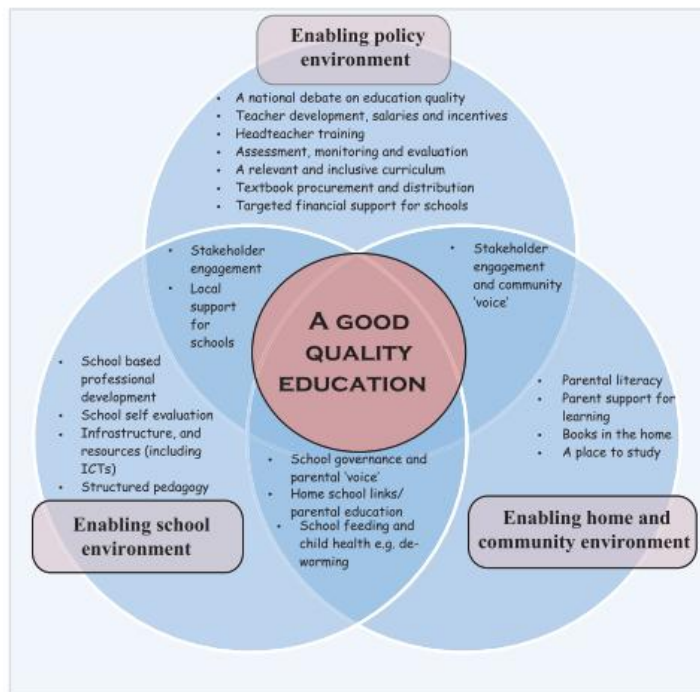 Enabling policy
environment
• A national debate on education quality
• Teacher development, salaries and incentives
• Headteacher training
• Assessment, monitoring and evaluation
• A relevant and inclusive curriculum
• Textbook procurement and distribution
• Targeted financial support for schools
• Stakeholder
engagement
• Local
support
for
schools
• Stakeholder
engagement
and community
‘voice’
A GOOD
QUALITY
EDUCATION
• School based
professional
development
• School self evaluation
• Infrastructure, and
resources (including
ICTs)
• Structured pedagogy
• Parental literacy
• Parent support for
learning
• Books in the home
• A place to study
• School governance and
parental ‘voice’
• Home school links/
parental education
• School feeding and
child health e.g. de-
worming
Enabling school
environment
Enabling home and
community environment